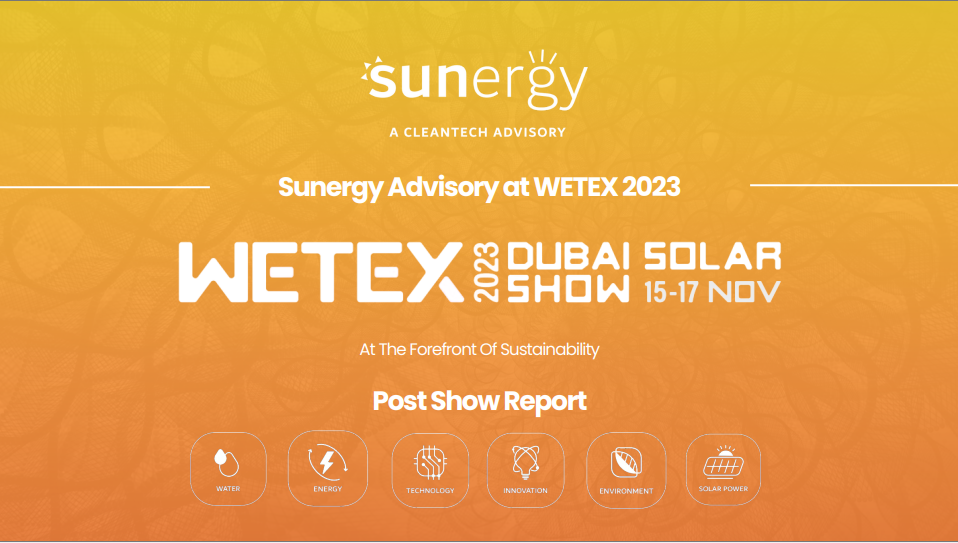 sunergy
A CLEANTECH ADVISORY
Sunergy Advisory at WETEX 2023
WETEX 2023 DUBAI SOLAR
SHOW 15-17 NOV
At The Forefront Of Sustainability
Post Show Report
WATER ENERGY TECHNOLOGY INNOVATION ENVIRONMENT SOLAR POWER